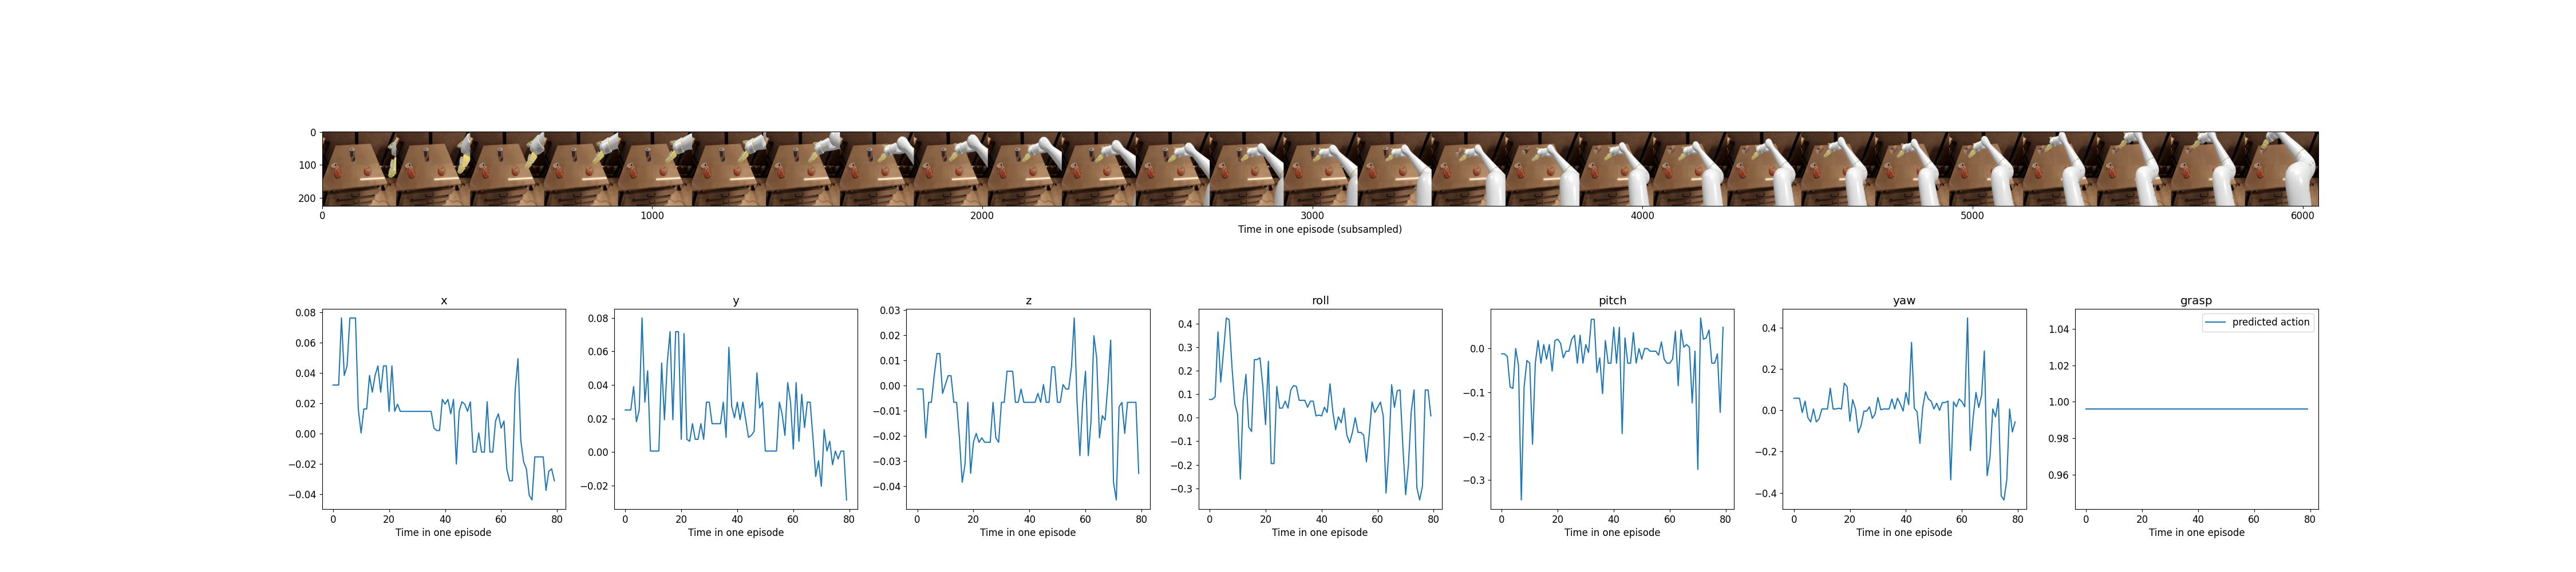 0
100
200
0 1000 2000 3000 4000 5000 6000
Time in one episode (subsampled)
x y z roll pitch yaw grasp
0.08
0.06
0.04
0.02
0.00
−0.02
−0.04
0 20 40 60 80
Time in one episode
0.08
0.06
0.04
0.02
0.00
−0.02
0 20 40 60 80
Time in one episode
0.03
0.02
0.01
0.00
−0.01
−0.02
−0.03
−0.04
0 20 40 60 80
Time in one episode
0.4
0.3
0.2
0.1
0.0
−0.1
−0.2
−0.3
0 20 40 60 80
Time in one episode
0.0
−0.1
−0.2
−0.3
0 20 40 60 80
Time in one episode
0.4
0.2
0.0
−0.2
−0.4
0 20 40 60 80
Time in one episode
predicted action
1.04
1.02
1.00
0.98
0.96
0 20 40 60 80
Time in one episode